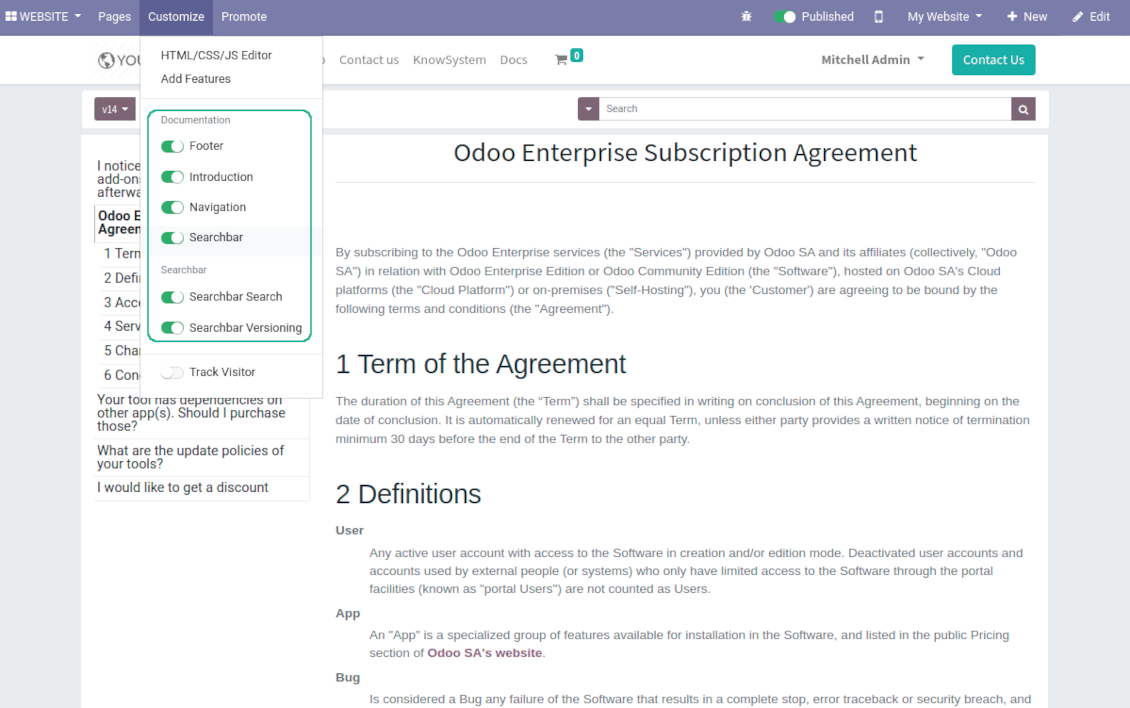 WEBSITE Pages Customize Promote Published My Website New Edit
HTML/CSS/JS Editor
Add Features
YOU
Contact us KnowSystem Docs 0 Mitchell Admin Contact Us
v14
Search
Documentation
Footer
Introduction
Navigation
Searchbar
Searchbar
Searchbar Search
Searchbar Versioning
Track Visitor
I notice
add-on
afterwa
Odoo E
Agreen
1 Term
2 Defi
3 Acce
4 Serv
5 Cha
6 Con
Your tool has dependencies on
other app(s). Should I purchase
those?
What are the update policies of
your tools?
I would like to get a discount
Odoo Enterprise Subscription Agreement
By subscribing to the Odoo Enterprise services (the "Services") provided by Odoo SA and its affiliates (collectively, "Odoo
SA") in relation with Odoo Enterprise Edition or Odoo Community Edition (the "Software"), hosted on Odoo SA's Cloud
platforms (the "Cloud Platform") or on-premises ("Self-Hosting"), you (the 'Customer') are agreeing to be bound by the
following terms and conditions (the "Agreement").
1 Term of the Agreement
The duration of this Agreement (the “Term”) shall be specified in writing on conclusion of this Agreement, beginning on the
date of conclusion. It is automatically renewed for an equal Term, unless either party provides a written notice of termination
minimum 30 days before the end of the Term to the other party.
2 Definitions
User
Any active user account with access to the Software in creation and/or edition mode. Deactivated user accounts and
accounts used by external people (or systems) who only have limited access to the Software through the portal
facilities (known as "portal Users") are not counted as Users.
App
An "App" is a specialized group of features available for installation in the Software, and listed in the public Pricing
section of Odoo SA's website.
Bug
Is considered a Bug any failure of the Software that results in a complete stop, error traceback or security breach, and